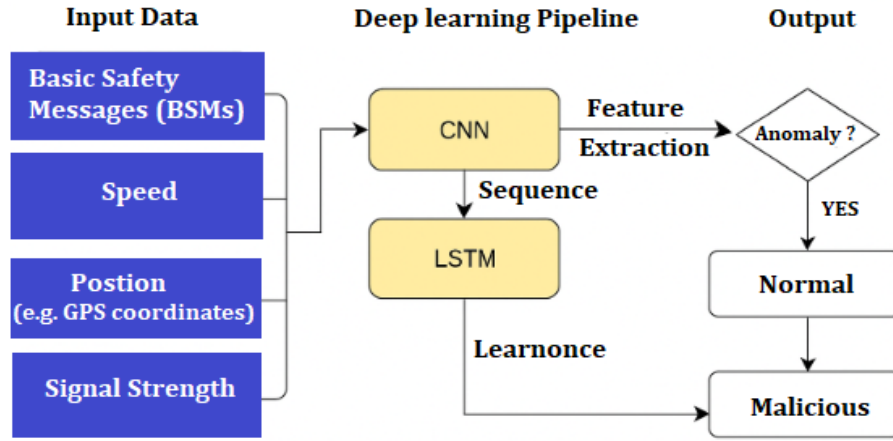 Input Data
Deep learning Pipeline
Output
Basic Safety
Messages (BSMs)
Speed
Postion
(e.g. GPS coordinates)
Signal Strength
CNN
Feature
Extraction
Sequence
LSTM
Learnonce
Anomaly ?
YES
Normal
Malicious